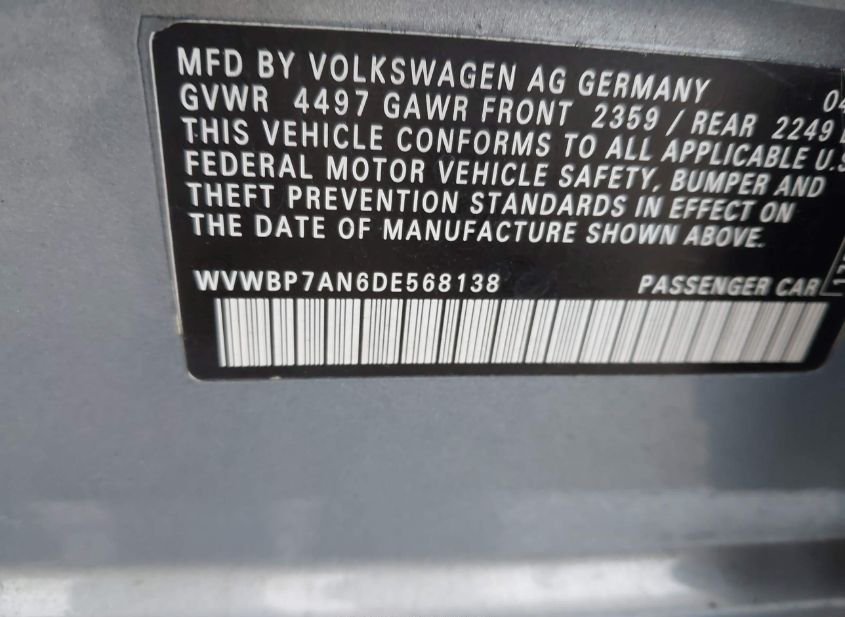 MFD BY VOLKSWAGEN AG GERMANY 04
GVWR 4497 GAWR FRONT 2359 / REAR 2249
THIS VEHICLE CONFORMS TO ALL APPLICABLE U.S
FEDERAL MOTOR VEHICLE SAFETY, BUMPER AND
THEFT PREVENTION STANDARDS IN EFFECT ON
THE DATE OF MANUFACTURE SHOWN ABOVE.
WVWBP7AN6DE568138 PASSENGER CAR